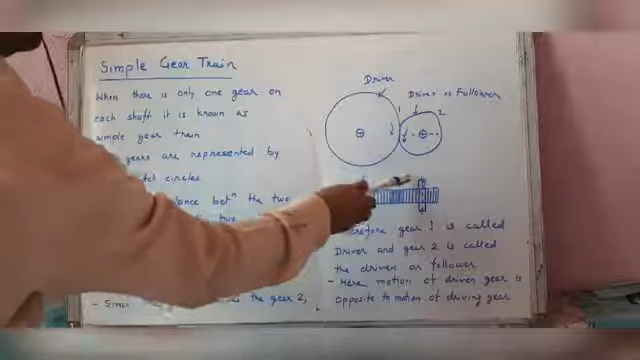 Simple Gear Train
When there is only one gear on
each shaft it is known as
simple gear train
gears are represented by
circles
the two
two
the gear 2,
Driver
Driven or Follower
1
2
gear 1 is called
Driver and gear 2 is called
the driven or follower
- Here motion of driven gear is
opposite to motion of driving gear